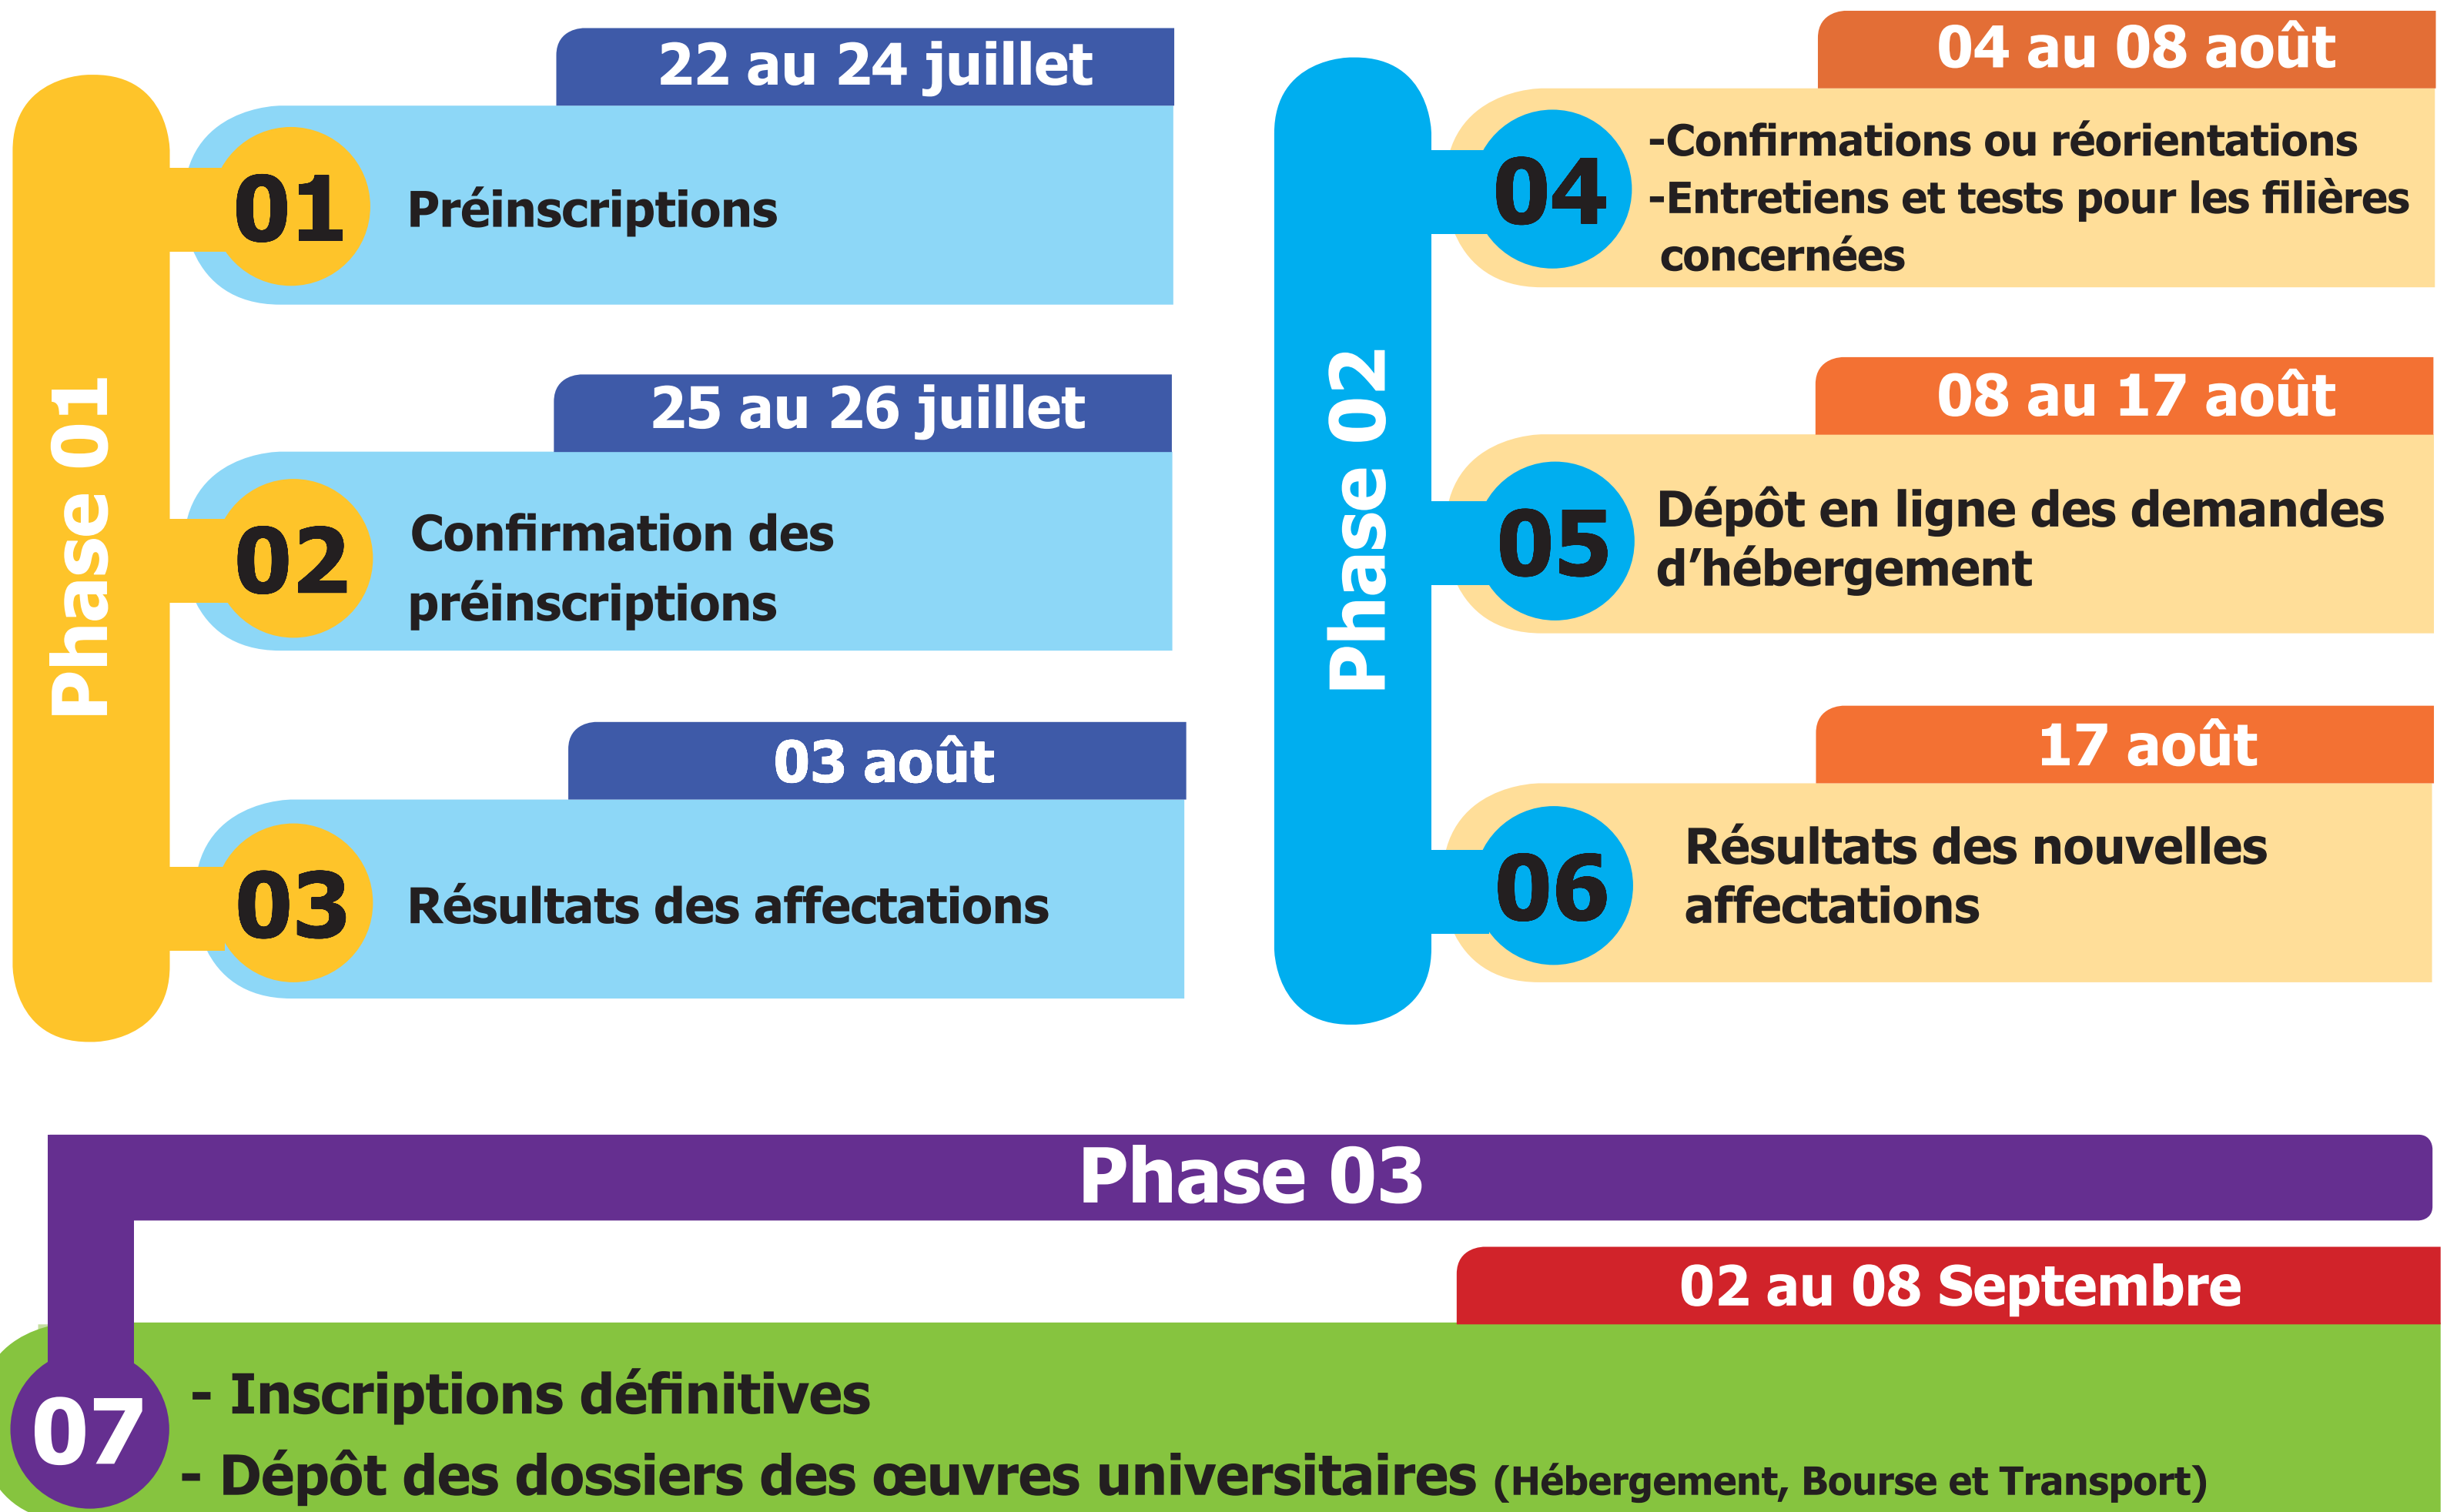 Phase 01
22 au 24 juillet
01
Préinscriptions
25 au 26 juillet
02
Confirmation des
préinscriptions
03 août
03
Résultats des affectations
Phase 02
04 au 08 août
04
-Confirmations ou réorientations
-Entretiens et tests pour les filières
concernées
08 au 17 août
05
Dépôt en ligne des demandes
d’hébergement
17 août
06
Résultats des nouvelles
affectations
Phase 03
02 au 08 Septembre
07
- Inscriptions définitives
- Dépôt des dossiers des œuvres universitaires (Hébergement, Bourse et Transport)